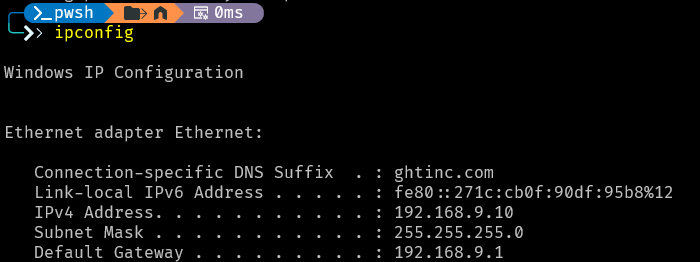 pwsh 0ms
ipconfig
Windows IP Configuration
Ethernet adapter Ethernet:
Connection-specific DNS Suffix . : ghtinc.com
Link-local IPv6 Address . . . . . : fe80::271c:cb0f:90df:95b8%12
IPv4 Address. . . . . . . . . . . : 192.168.9.10
Subnet Mask . . . . . . . . . . . : 255.255.255.0
Default Gateway . . . . . . . . . : 192.168.9.1